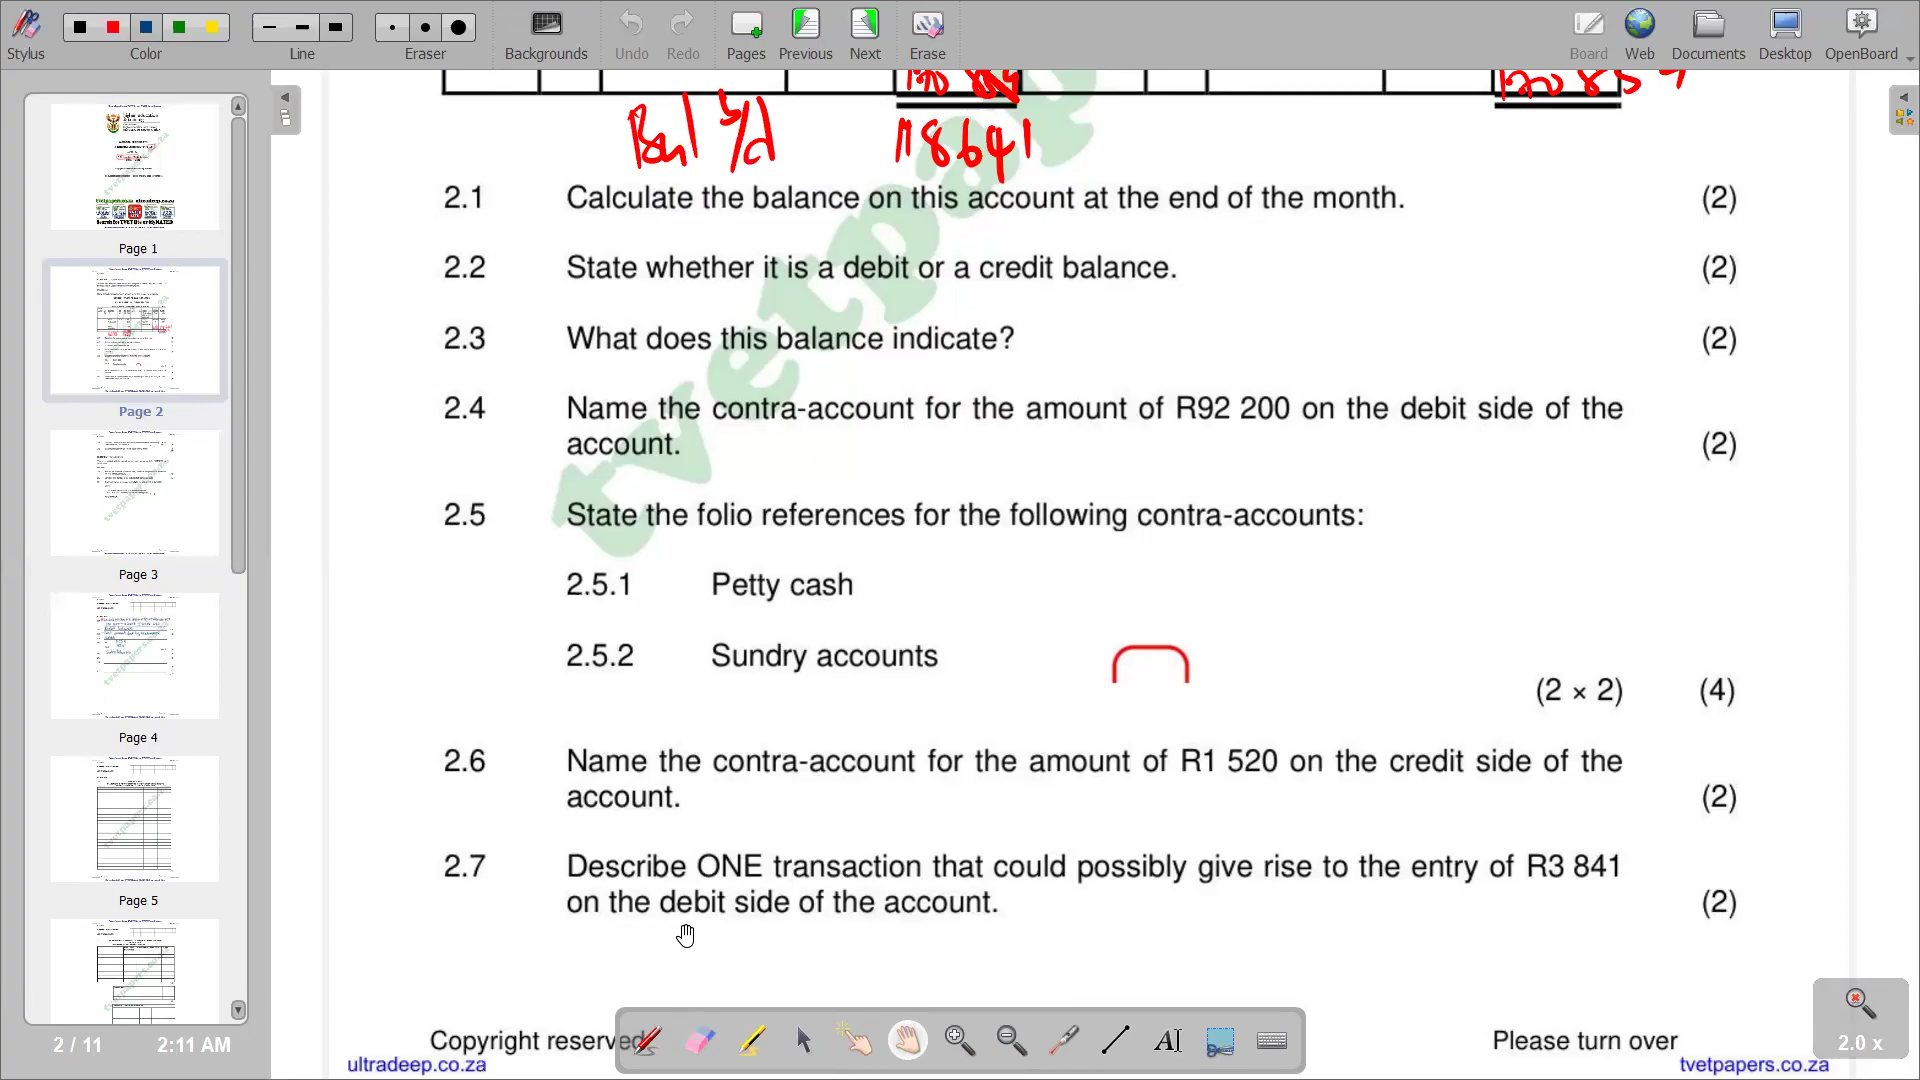 Stylus
Color
Line
Eraser
Backgrounds
Undo
Redo
Pages
Previous
Next
Erase
Board
Web
Documents
Desktop
OpenBoard
Bal b/d 118641
2.1 Calculate the balance on this account at the end of the month. (2)
2.2 State whether it is a debit or a credit balance. (2)
2.3 What does this balance indicate? (2)
2.4 Name the contra-account for the amount of R92 200 on the debit side of the
account. (2)
2.5 State the folio references for the following contra-accounts:
2.5.1 Petty cash
2.5.2 Sundry accounts
(2 × 2) (4)
2.6 Name the contra-account for the amount of R1 520 on the credit side of the
account. (2)
2.7 Describe ONE transaction that could possibly give rise to the entry of R3 841
on the debit side of the account. (2)
Copyright reserved
Please turn over
ultradeep.co.za
tvetpapers.co.za
Page 1
Page 2
Page 3
Page 4
Page 5
2 / 11
2:11 AM
2.0 x
tvetpap